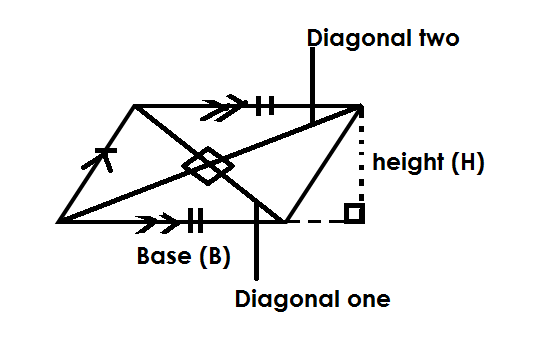 Diagonal two
height (H)
Base (B)
Diagonal one